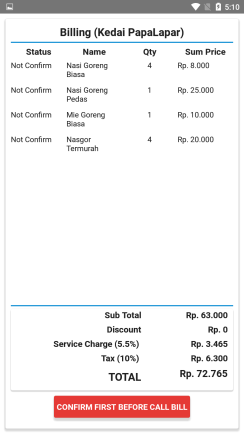 5:10
Billing (Kedai PapaLapar)
Status Name Qty Sum Price
Not Confirm Nasi Goreng Biasa 4 Rp. 8.000
Not Confirm Nasi Goreng Pedas 1 Rp. 25.000
Not Confirm Mie Goreng Biasa 1 Rp. 10.000
Not Confirm Nasgor Termurah 4 Rp. 20.000
Sub Total Rp. 63.000
Discount Rp. 0
Service Charge (5.5%) Rp. 3.465
Tax (10%) Rp. 6.300
TOTAL Rp. 72.765
CONFIRM FIRST BEFORE CALL BILL